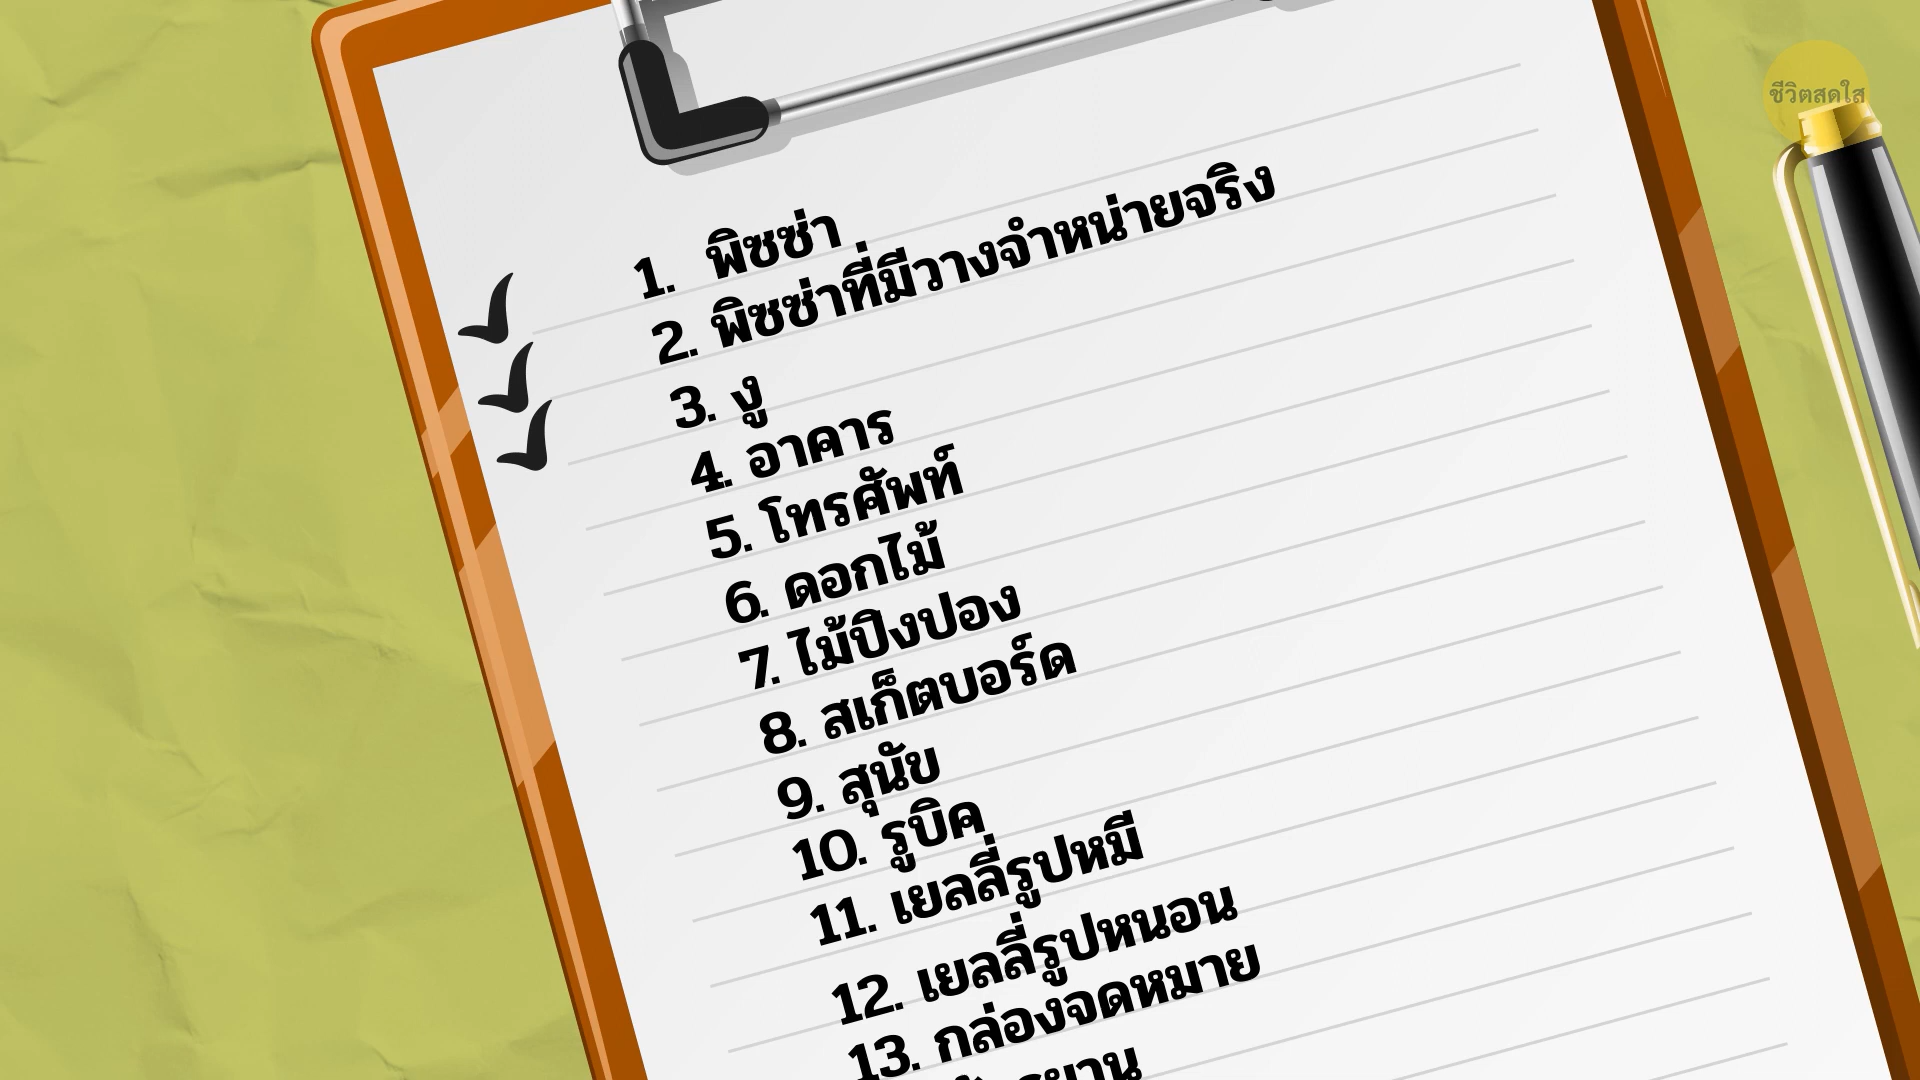 ชีวิตสดใส
1. พิซซ่า
2. พิซซ่าที่มีวางจำหน่ายจริง
3. งู
4. อาคาร
5. โทรศัพท์
6. ดอกไม้
7. ไม้ปิงปอง
8. สเก็ตบอร์ด
9. สุนัข
10. รูบิค
11. เยลลี่รูปหมี
12. เยลลี่รูปหนอน
13. กล่องจดหมาย